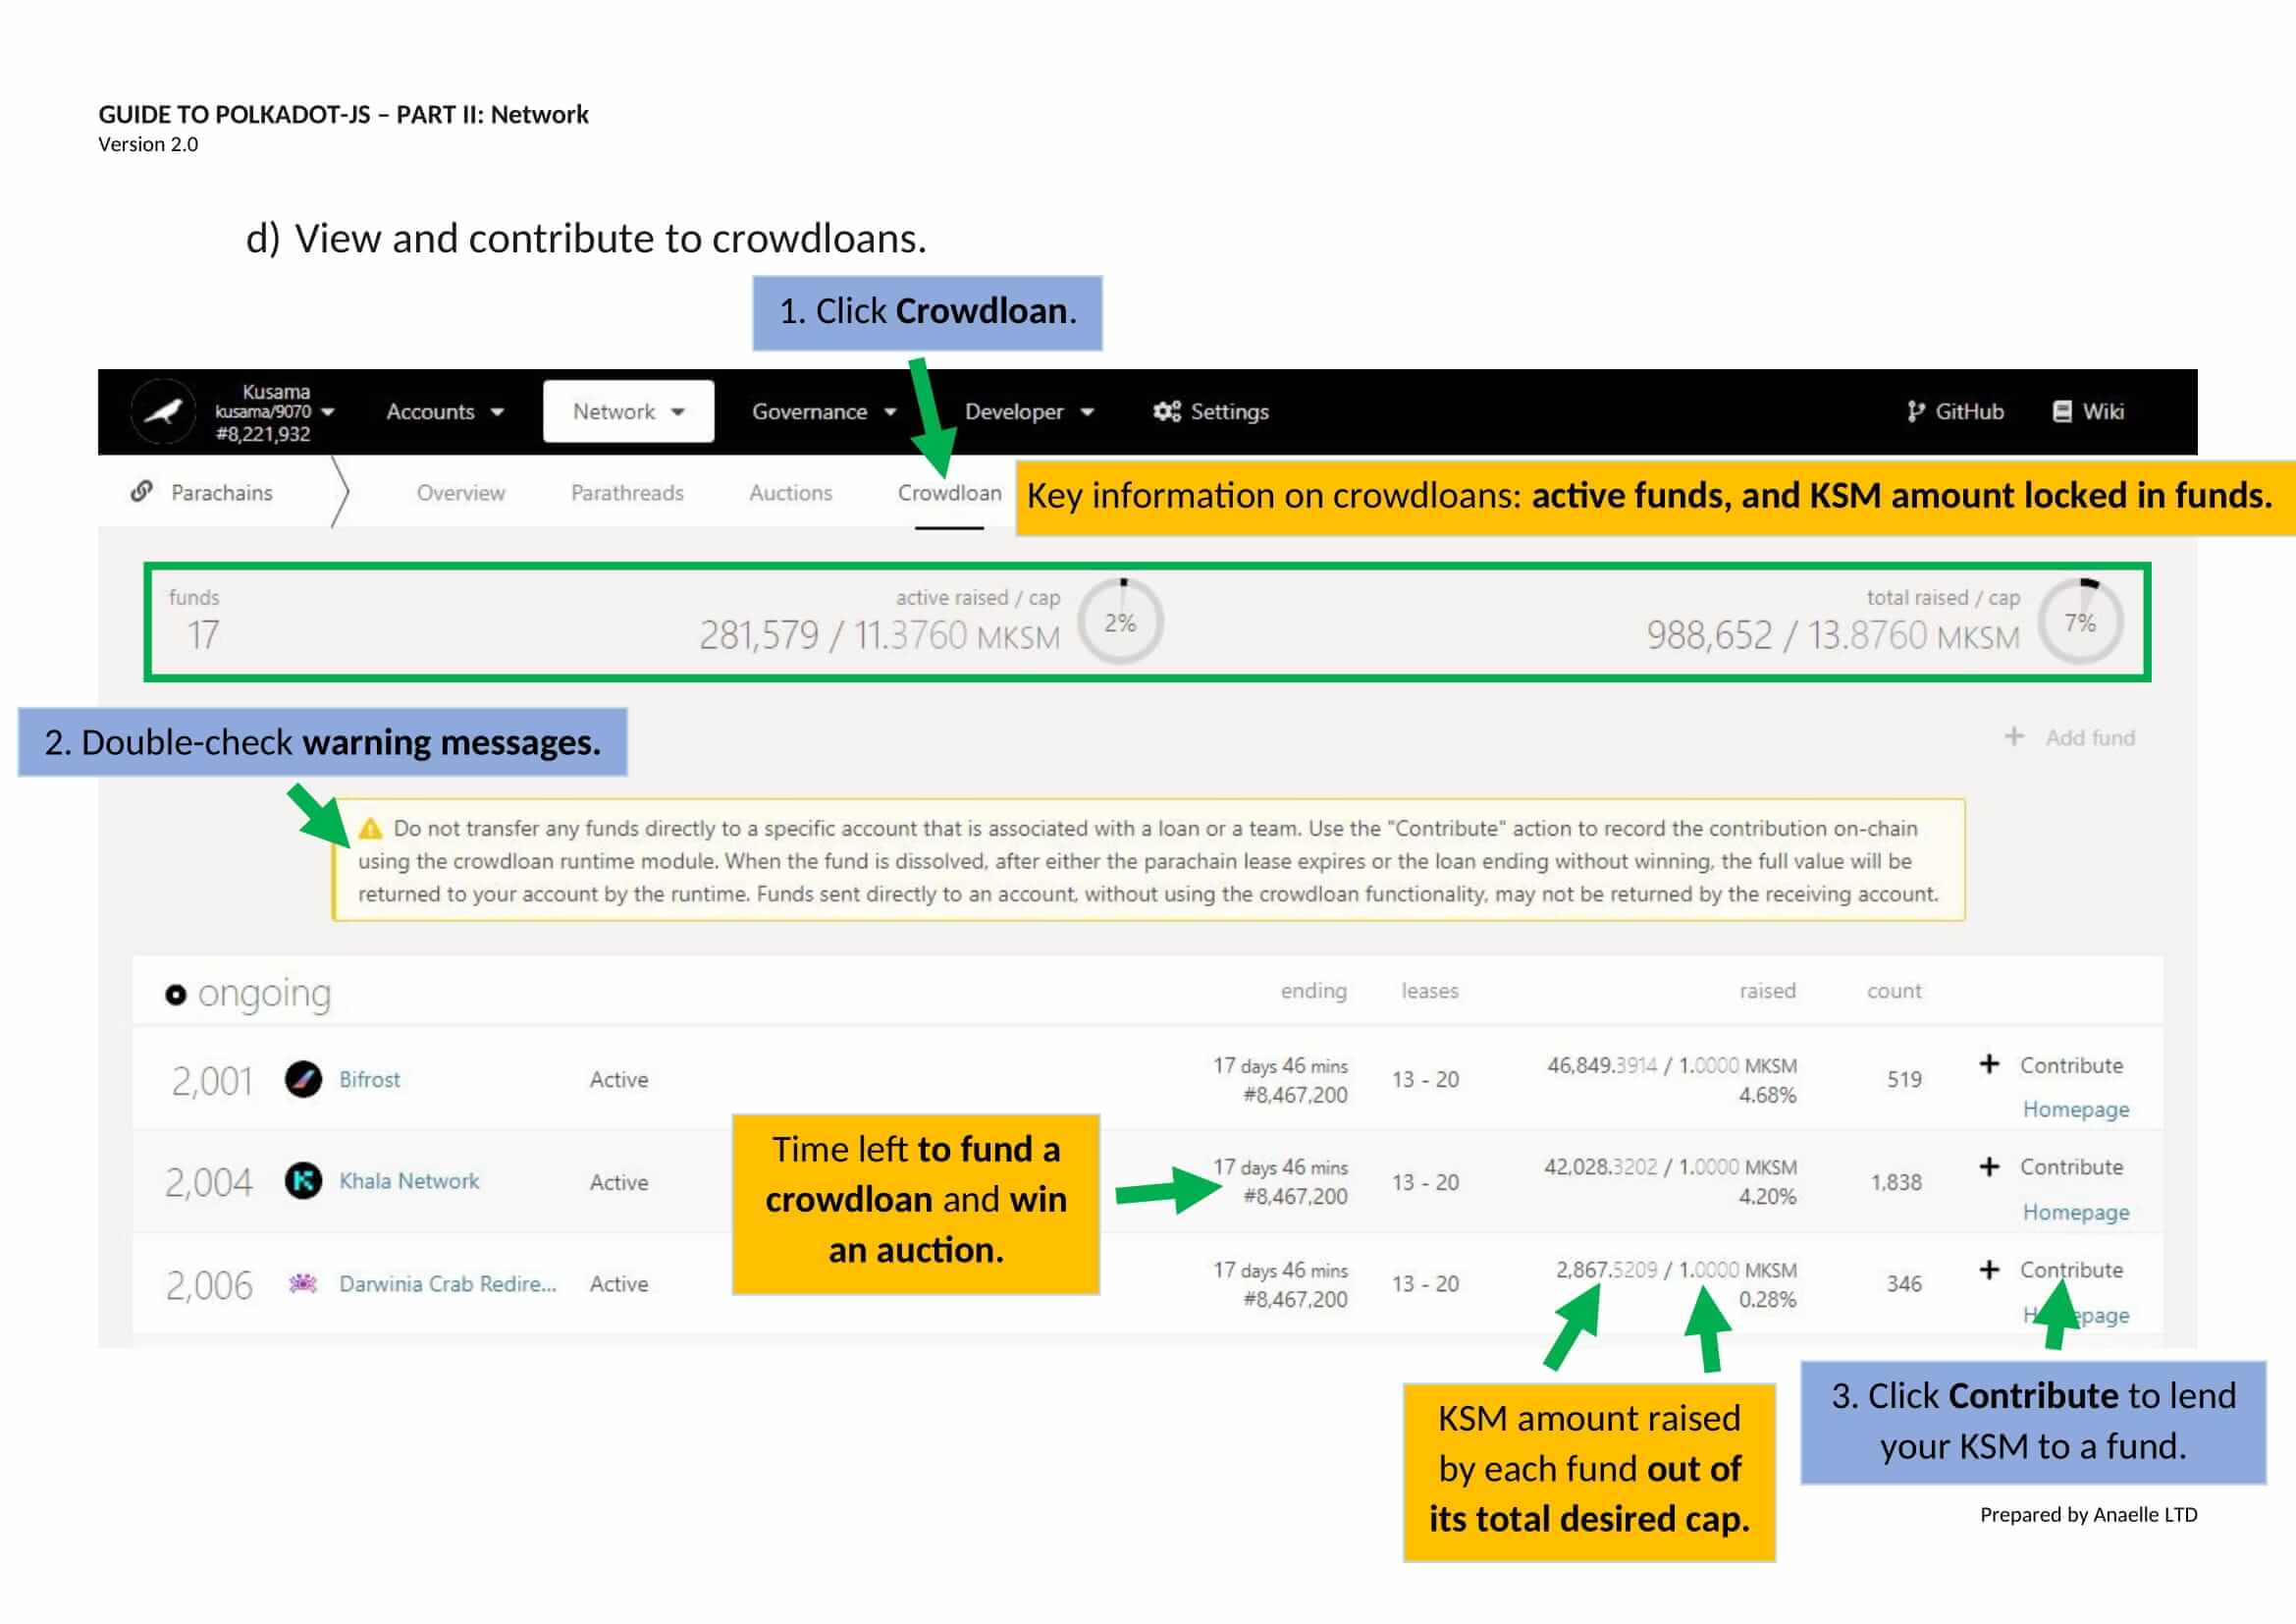 GUIDE TO POLKADOT-JS – PART II: Network
Version 2.0
d) View and contribute to crowdloans.
1. Click Crowdloan.
Kusama
kusama/9070
#8,221,932
Accounts
Network
Governance
Developer
Settings
GitHub
Wiki
Parachains
Overview
Parathreads
Auctions
Crowdloan
Key information on crowdloans: active funds, and KSM amount locked in funds.
funds
17
active raised / cap
281,579 / 11.3760 MKSM
2%
total raised / cap
988,652 / 13.8760 MKSM
7%
2. Double-check warning messages.
+ Add fund
Do not transfer any funds directly to a specific account that is associated with a loan or a team. Use the "Contribute" action to record the contribution on-chain
using the crowdloan runtime module. When the fund is dissolved, after either the parachain lease expires or the loan ending without winning, the full value will be
returned to your account by the runtime. Funds sent directly to an account, without using the crowdloan functionality, may not be returned by the receiving account.
ongoing
ending
leases
raised
count
2,001
Bifrost
Active
17 days 46 mins
#8,467,200
13 - 20
46,849.3914 / 1.0000 MKSM
4.68%
519
+ Contribute
Homepage
2,004
Khala Network
Active
17 days 46 mins
#8,467,200
13 - 20
42,028.3202 / 1.0000 MKSM
4.20%
1,838
+ Contribute
Homepage
2,006
Darwinia Crab Redire...
Active
17 days 46 mins
#8,467,200
13 - 20
2,867.5209 / 1.0000 MKSM
0.28%
346
+ Contribute
Time left to fund a
crowdloan and win
an auction.
KSM amount raised
by each fund out of
its total desired cap.
3. Click Contribute to lend
your KSM to a fund.
Prepared by Anaelle LTD